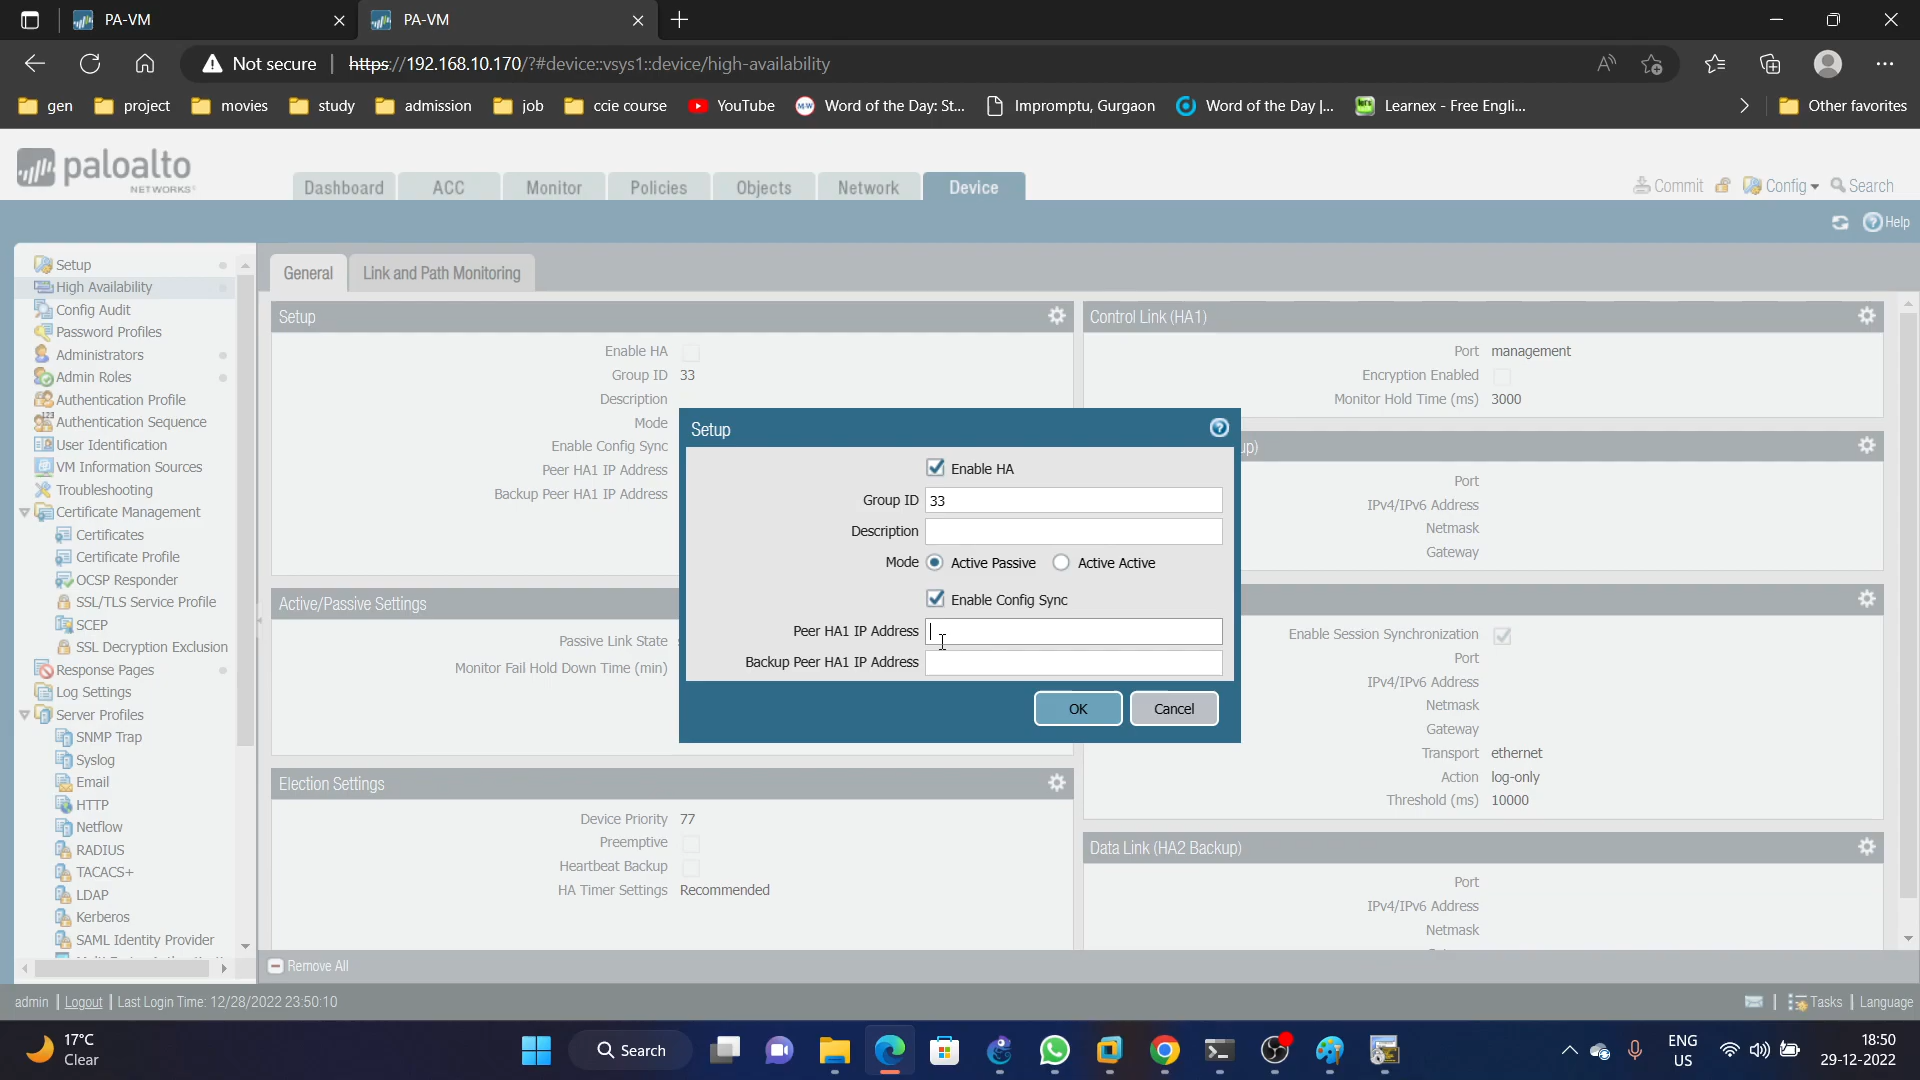 PA-VM
PA-VM
Not secure
https://192.168.10.170/?#device::vsys1::device/high-availability
gen
project
movies
study
admission
job
ccie course
YouTube
Word of the Day: St...
Impromptu, Gurgaon
Word of the Day |...
Learnex - Free Engli...
Other favorites
paloalto
NETWORKS
Dashboard
ACC
Monitor
Policies
Objects
Network
Device
Commit
Config
Search
Help
Setup
High Availability
Config Audit
Password Profiles
Administrators
Admin Roles
Authentication Profile
Authentication Sequence
User Identification
VM Information Sources
Troubleshooting
Certificate Management
Certificates
Certificate Profile
OCSP Responder
SSL/TLS Service Profile
SCEP
SSL Decryption Exclusion
Response Pages
Log Settings
Server Profiles
SNMP Trap
Syslog
Email
HTTP
Netflow
RADIUS
TACACS+
LDAP
Kerberos
SAML Identity Provider
General
Link and Path Monitoring
Setup
Enable HA
Group ID 33
Description
Mode
Enable Config Sync
Peer HA1 IP Address
Backup Peer HA1 IP Address
Active/Passive Settings
Passive Link State
Monitor Fail Hold Down Time (min)
Election Settings
Device Priority 77
Preemptive
Heartbeat Backup
HA Timer Settings Recommended
Remove All
Setup
Enable HA
Group ID 33
Description
Mode Active Passive Active Active
Enable Config Sync
Peer HA1 IP Address
Backup Peer HA1 IP Address
OK
Cancel
Control Link (HA1)
Port management
Encryption Enabled
Monitor Hold Time (ms) 3000
up)
Port
IPv4/IPv6 Address
Netmask
Gateway
Enable Session Synchronization
Port
IPv4/IPv6 Address
Netmask
Gateway
Transport ethernet
Action log-only
Threshold (ms) 10000
Data Link (HA2 Backup)
Port
IPv4/IPv6 Address
Netmask
admin | Logout | Last Login Time: 12/28/2022 23:50:10
Tasks | Language
17°C
Clear
Search
ENG
US
18:50
29-12-2022